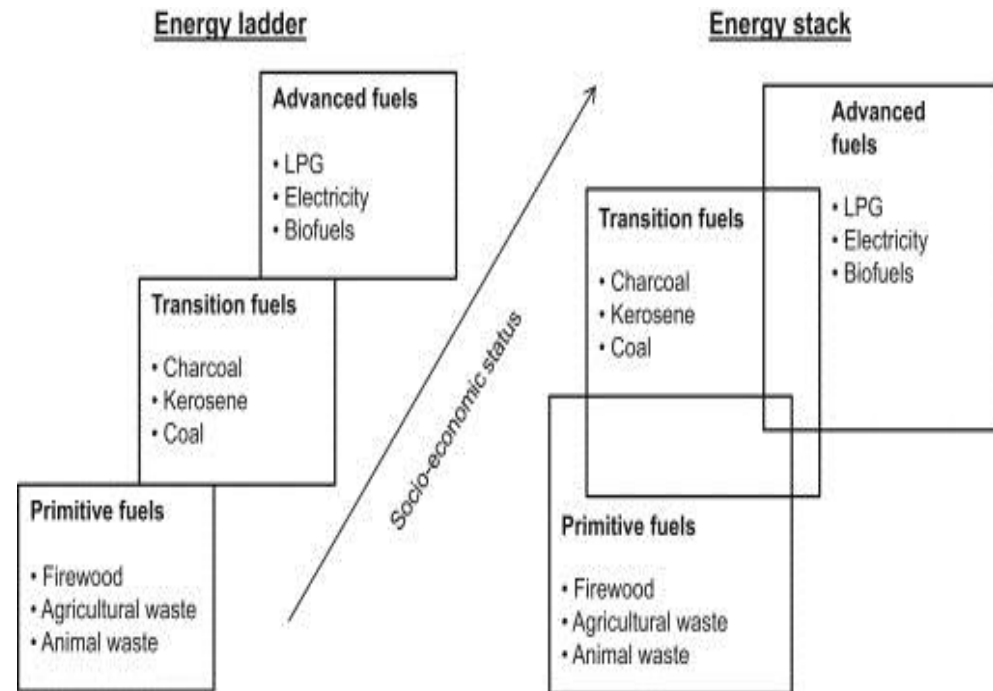 Energy ladder
Advanced fuels
• LPG
• Electricity
• Biofuels
Transition fuels
• Charcoal
• Kerosene
• Coal
Primitive fuels
• Firewood
• Agricultural waste
• Animal waste
Socio-economic status
Energy stack
Advanced
fuels
• LPG
• Electricity
• Biofuels
Transition fuels
• Charcoal
• Kerosene
• Coal
Primitive fuels
• Firewood
• Agricultural waste
• Animal waste